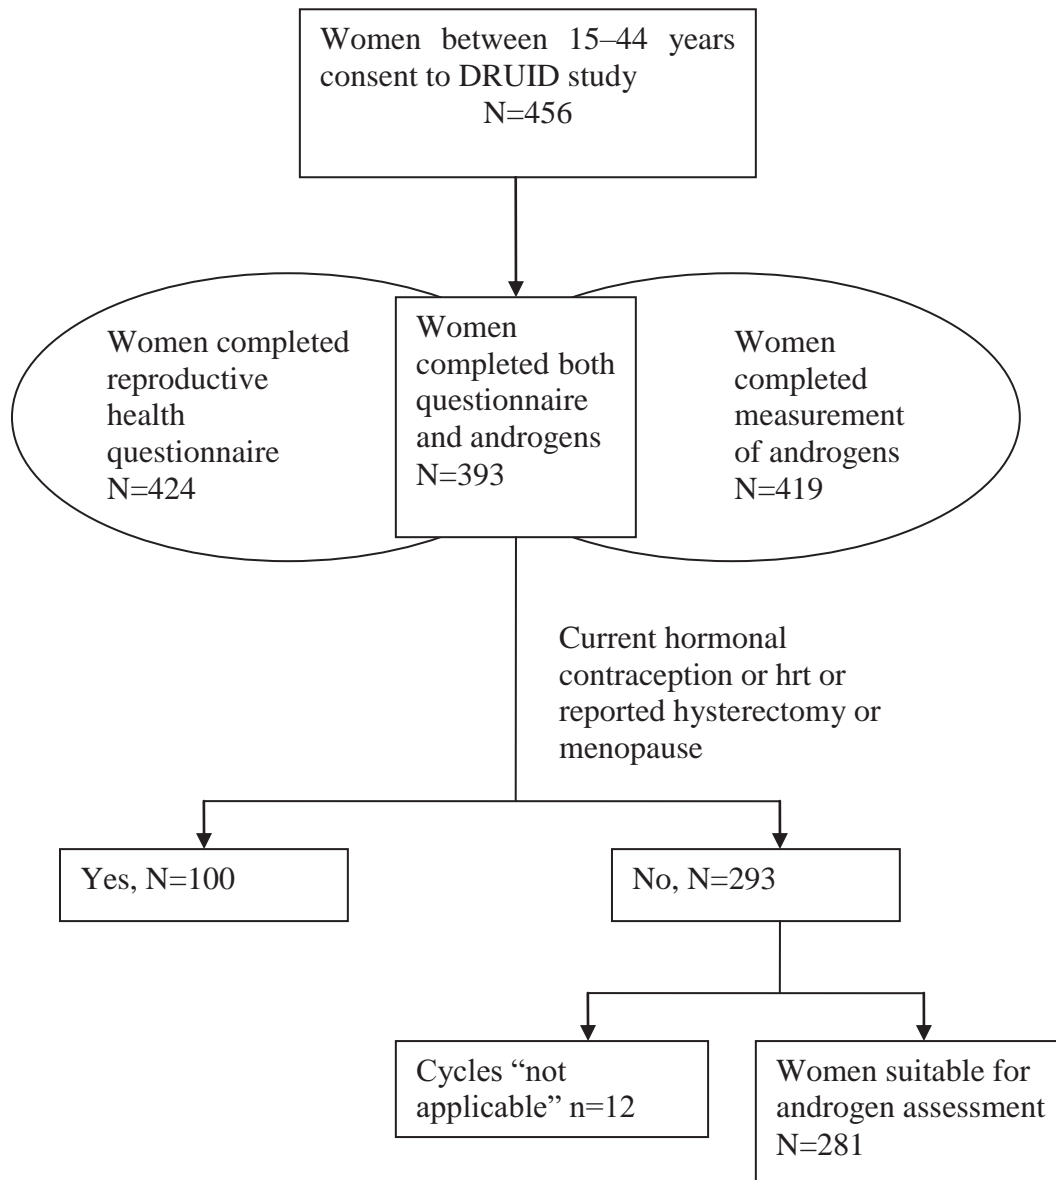 Women between 15–44 years
consent to DRUID study
N=456
Women completed
reproductive
health
questionnaire
N=424
Women
completed both
questionnaire
and androgens
N=393
Women
completed
measurement
of androgens
N=419
Current hormonal
contraception or hrt or
reported hysterectomy or
menopause
Yes, N=100
No, N=293
Cycles “not
applicable” n=12
Women suitable for
androgen assessment
N=281